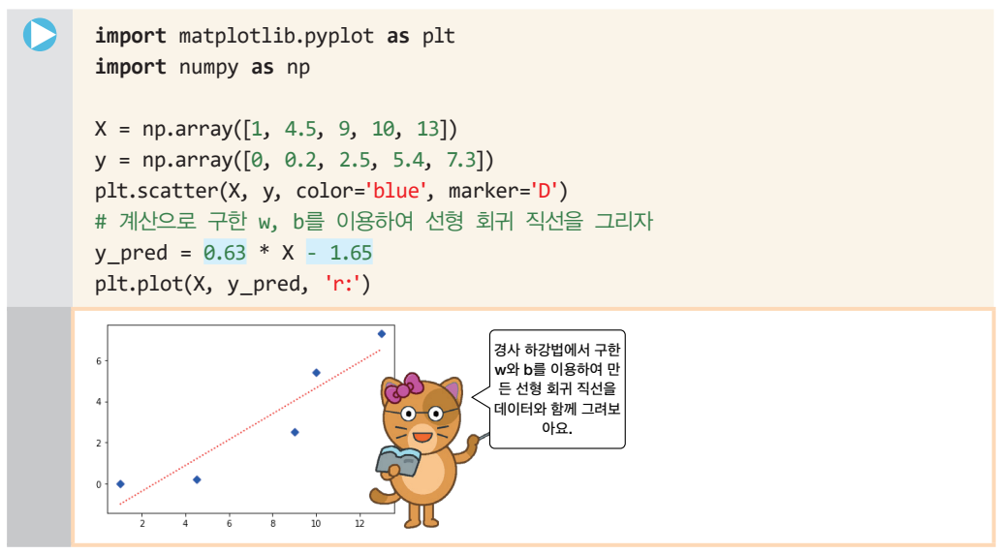 import matplotlib.pyplot as plt
import numpy as np
X = np.array([1, 4.5, 9, 10, 13])
y = np.array([0, 0.2, 2.5, 5.4, 7.3])
plt.scatter(X, y, color='blue', marker='D')
# 계산으로 구한 w, b를 이용하여 선형 회귀 직선을 그리자
y_pred = 0.63 * X - 1.65
plt.plot(X, y_pred, 'r:')
6
4
2
0
2 4 6 8 10 12
경사 하강법에서 구한
w와 b를 이용하여 만
든 선형 회귀 직선을
데이터와 함께 그려보
아요.